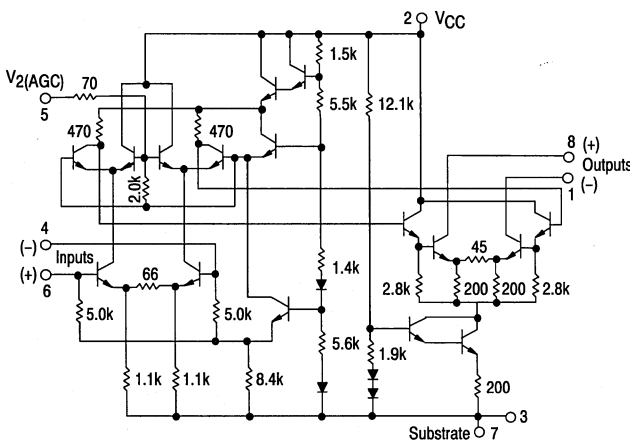 2 VCC
1.5k
V2(AGC) 70
5
5.5k
12.1k
470
470
8 (+)
Outputs
1 (-)
2.0k
4
(-)
Inputs
(+)
6
66
45
1.4k
2.8k
200
200
2.8k
5.0k
5.0k
5.6k
1.9k
1.1k
1.1k
8.4k
200
3
Substrate 7